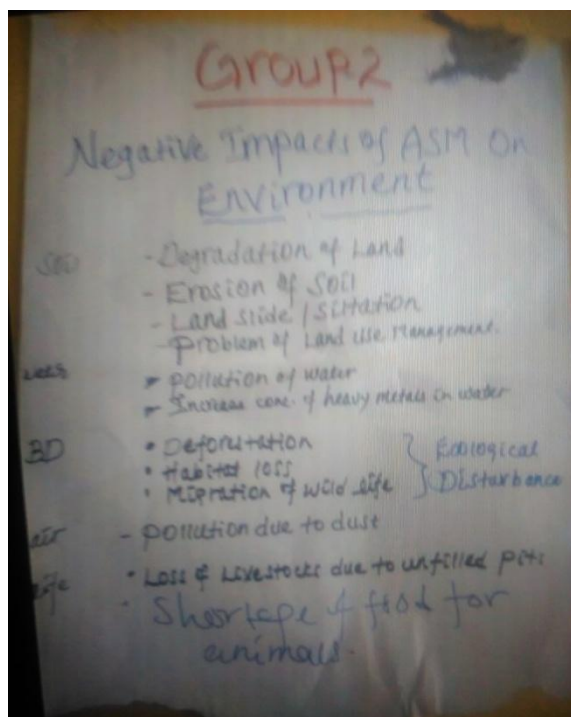 Group 2
Negative Impacts of ASM On
Environment
Soil - Degradation of Land
- Erosion of Soil
- Land slide / Siltation
- Problem of Land use Management.
- Pollution of water
- Increase conc. of heavy metals in water
BD • Deforestation
• Habitat loss
• Migration of wild life
} Ecological
Disturbance
air - pollution due to dust
life • Loss of Livestocks due to unfilled pits
• Shortage of food for
animals.